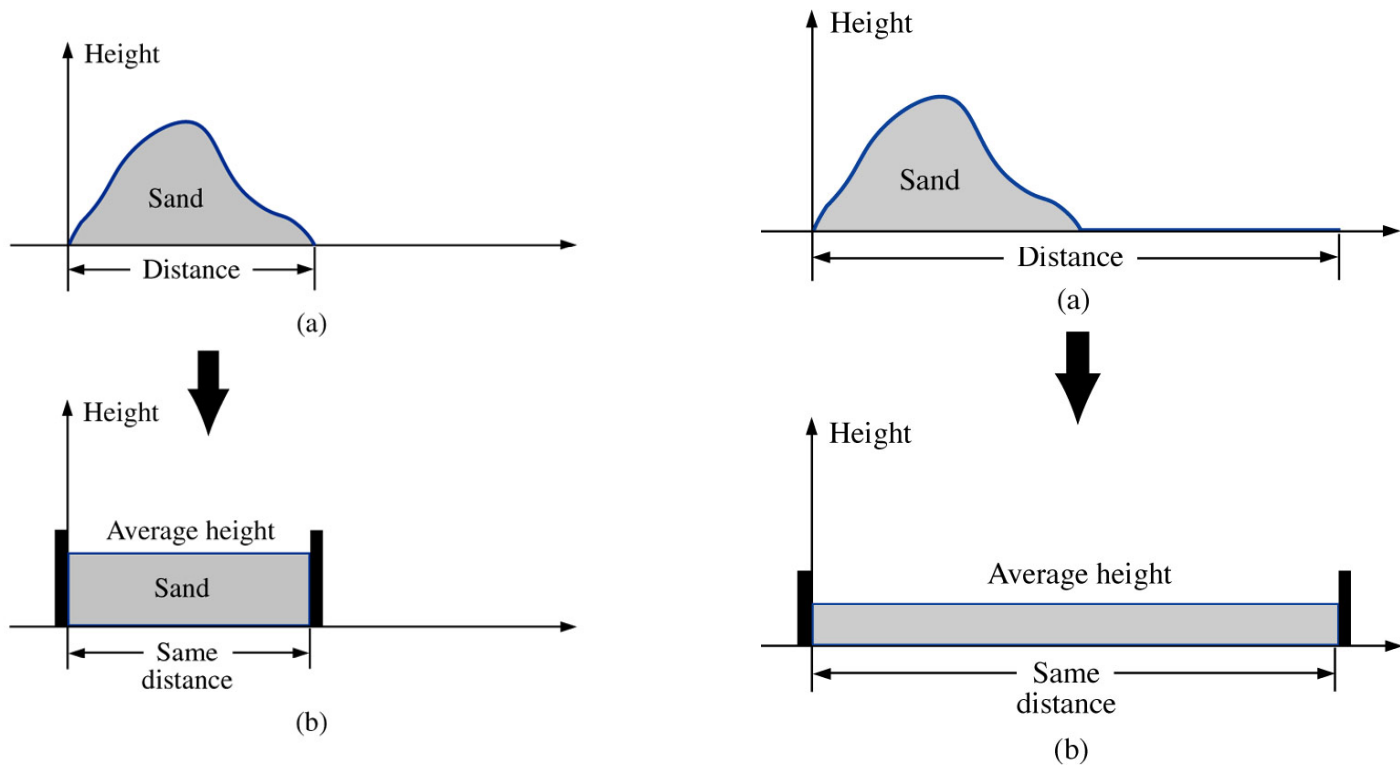 Height
Sand
Distance
(a)
Height
Average height
Sand
Same
distance
(b)
Height
Sand
Distance
(a)
Height
Average height
Same
distance
(b)